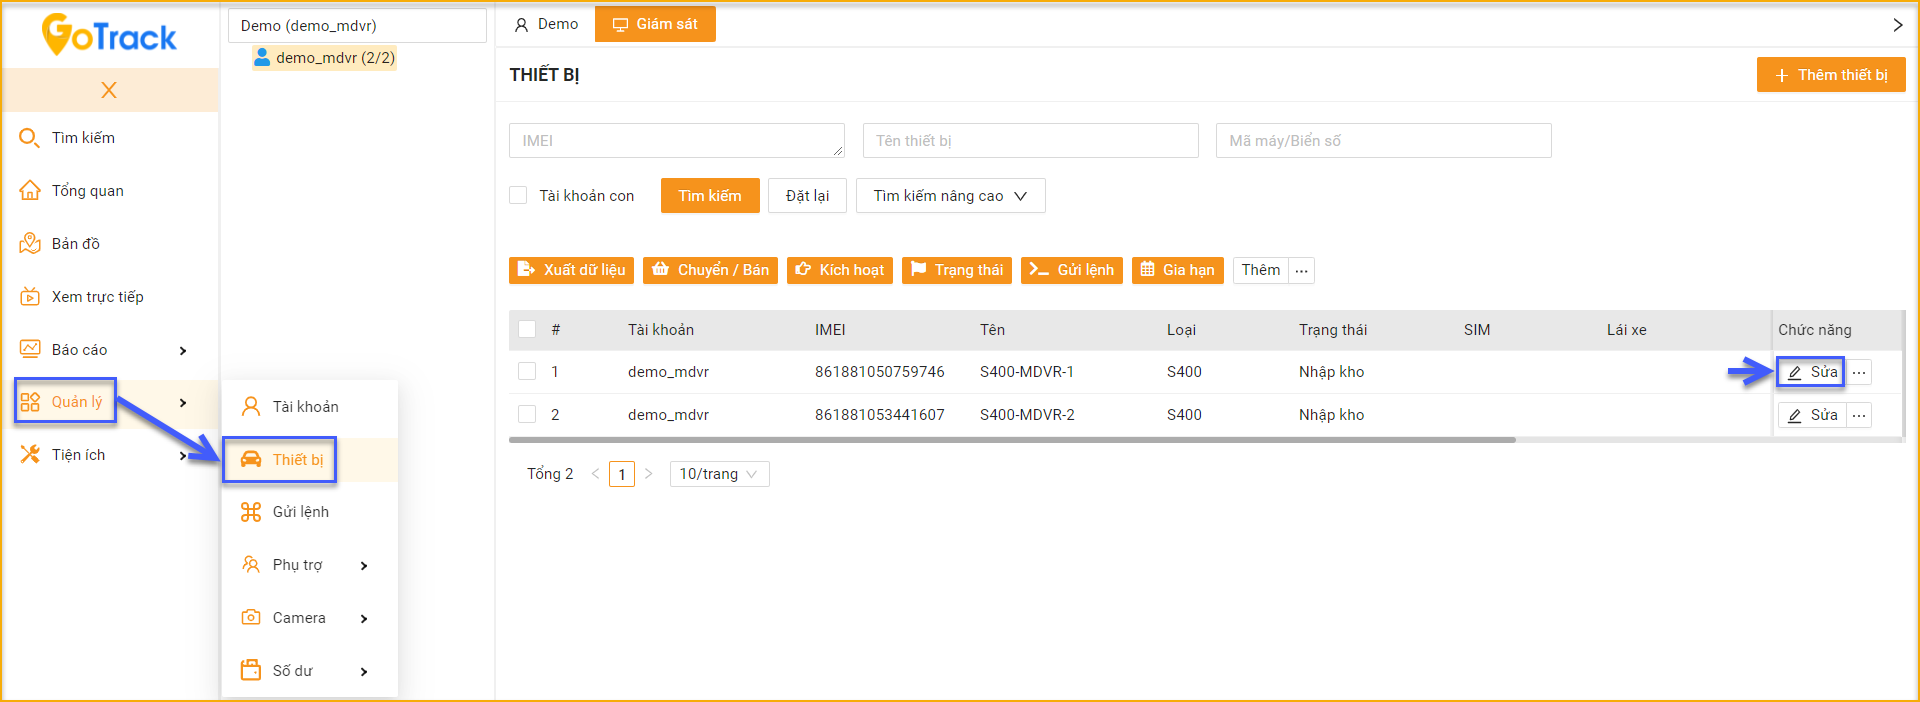 GoTrack
X
Tìm kiếm
Tổng quan
Bản đồ
Xem trực tiếp
Báo cáo
Quản lý
Tiện ích
Tài khoản
Thiết bị
Gửi lệnh
Phụ trợ
Camera
Số dư
Demo (demo_mdvr)
demo_mdvr (2/2)
Demo
Giám sát
THIẾT BỊ
+ Thêm thiết bị
IMEI
Tên thiết bị
Mã máy/Biển số
Tài khoản con
Tìm kiếm
Đặt lại
Tìm kiếm nâng cao
Xuất dữ liệu
Chuyển / Bán
Kích hoạt
Trạng thái
Gửi lệnh
Gia hạn
Thêm
...
# Tài khoản IMEI Tên Loại Trạng thái SIM Lái xe Chức năng
1 demo_mdvr 861881050759746 S400-MDVR-1 S400 Nhập kho Sửa ...
2 demo_mdvr 861881053441607 S400-MDVR-2 S400 Nhập kho Sửa ...
Tổng 2 < 1 > 10/trang